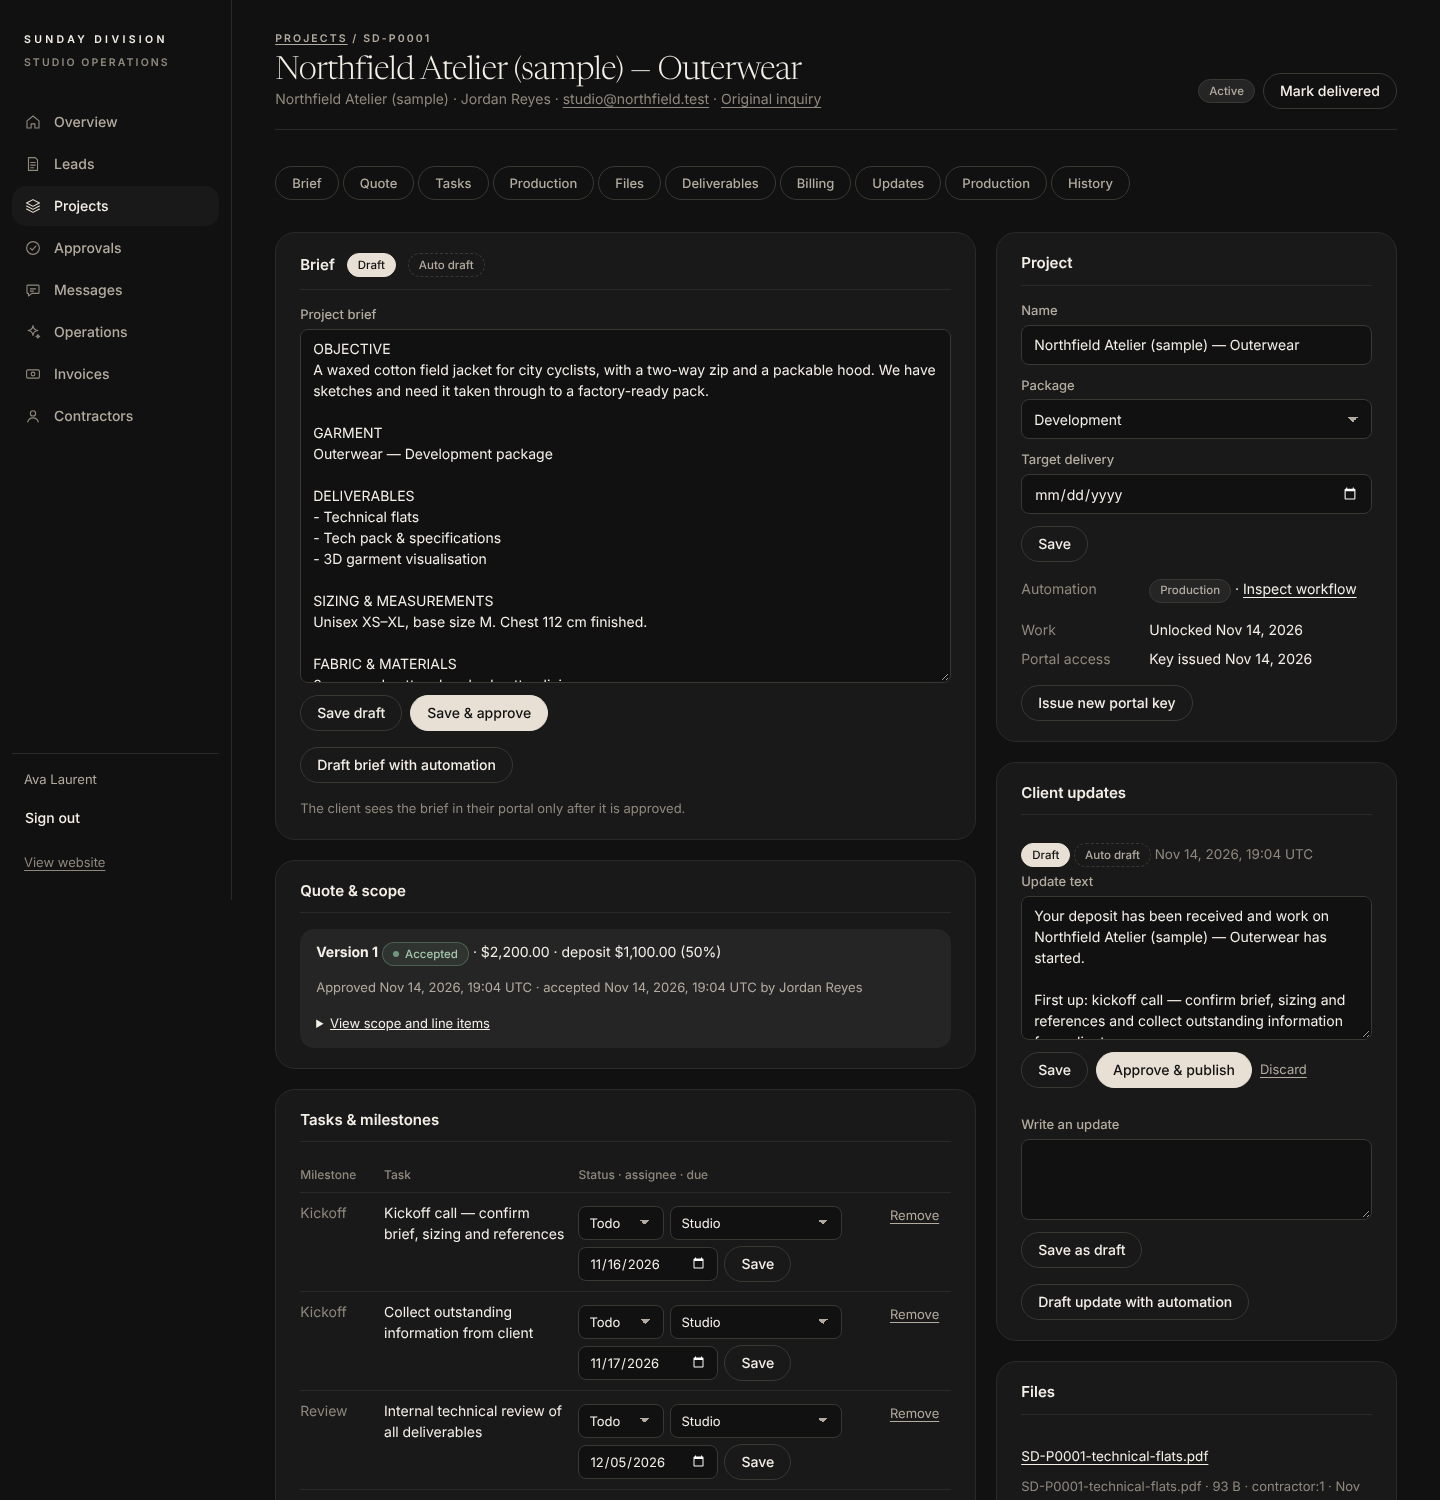 SUNDAY DIVISION
STUDIO OPERATIONS
Overview
Leads
Projects
Approvals
Messages
Operations
Invoices
Contractors
Ava Laurent
Sign out
View website
PROJECTS / SD-P0001
Northfield Atelier (sample) — Outerwear
Northfield Atelier (sample) · Jordan Reyes · studio@northfield.test · Original inquiry
Active
Mark delivered
Brief
Quote
Tasks
Production
Files
Deliverables
Billing
Updates
Production
History
Brief
Draft
Auto draft
Project brief
OBJECTIVE
A waxed cotton field jacket for city cyclists, with a two-way zip and a packable hood. We have
sketches and need it taken through to a factory-ready pack.
GARMENT
Outerwear — Development package
DELIVERABLES
- Technical flats
- Tech pack & specifications
- 3D garment visualisation
SIZING & MEASUREMENTS
Unisex XS–XL, base size M. Chest 112 cm finished.
FABRIC & MATERIALS
Save draft
Save & approve
Draft brief with automation
The client sees the brief in their portal only after it is approved.
Quote & scope
Version 1 Accepted · $2,200.00 · deposit $1,100.00 (50%)
Approved Nov 14, 2026, 19:04 UTC · accepted Nov 14, 2026, 19:04 UTC by Jordan Reyes
View scope and line items
Tasks & milestones
Milestone
Task
Status · assignee · due
Kickoff
Kickoff call — confirm
brief, sizing and references
Todo
Studio
Remove
11/16/2026
Save
Kickoff
Collect outstanding
information from client
Todo
Studio
Remove
11/17/2026
Save
Review
Internal technical review of
all deliverables
Todo
Studio
Remove
12/05/2026
Save
Project
Name
Northfield Atelier (sample) — Outerwear
Package
Development
Target delivery
mm/dd/yyyy
Save
Automation
Production · Inspect workflow
Work
Unlocked Nov 14, 2026
Portal access
Key issued Nov 14, 2026
Issue new portal key
Client updates
Draft Auto draft Nov 14, 2026, 19:04 UTC
Update text
Your deposit has been received and work on
Northfield Atelier (sample) — Outerwear has
started.
First up: kickoff call — confirm brief, sizing and
references and collect outstanding information
Save
Approve & publish
Discard
Write an update
Save as draft
Draft update with automation
Files
SD-P0001-technical-flats.pdf
SD-P0001-technical-flats.pdf · 93 B · contractor:1 · Nov